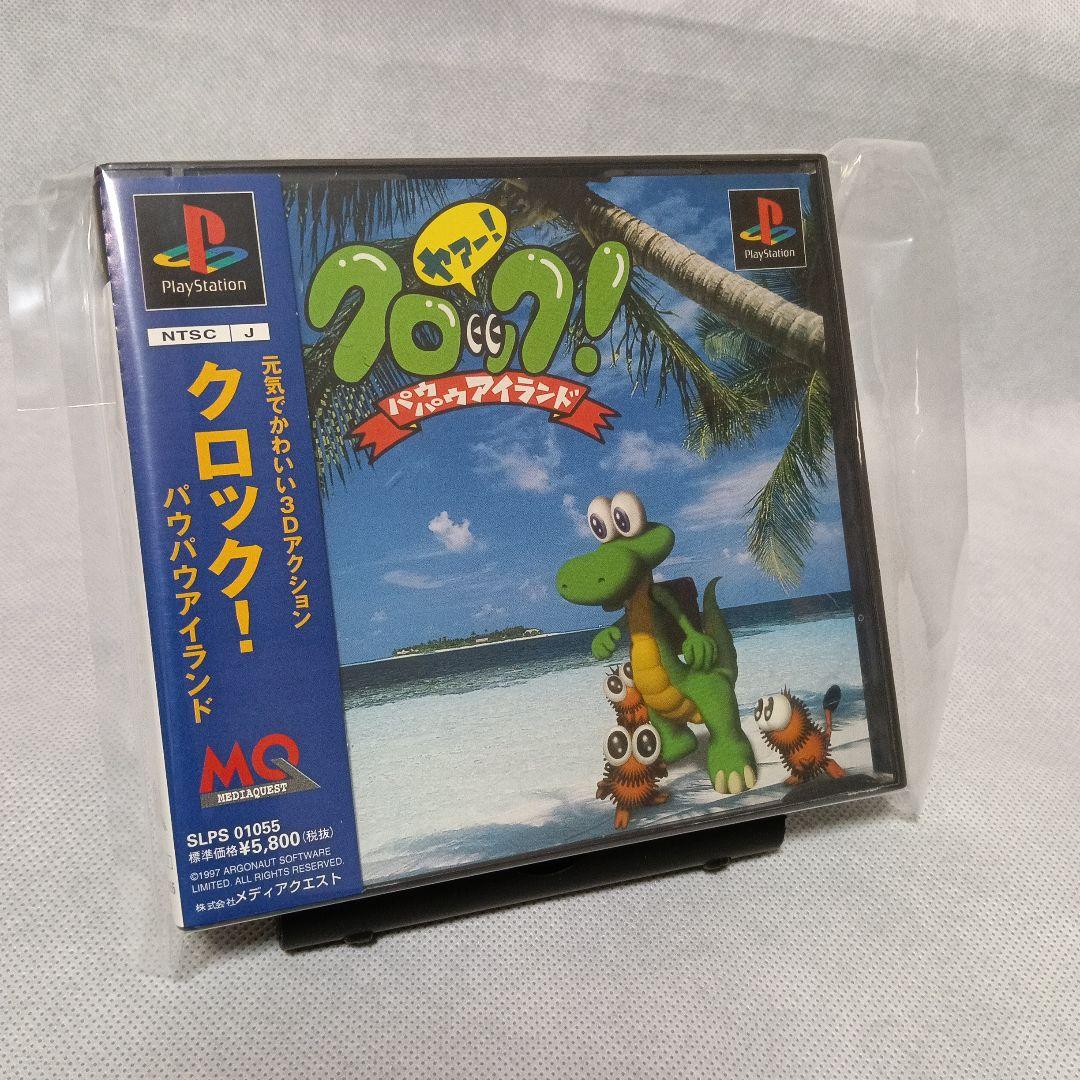 PlayStation
NTSC J
元気でかわいい3Dアクション
クロック!
パウパウアイランド
MQ
MEDIAQUEST
SLPS 01055
標準価格¥5,800(税抜)
©1997 ARGONAUT SOFTWARE
LIMITED. ALL RIGHTS RESERVED.
株式会社メディアクエスト
ヤアー!
クロック!
パウパウアイランド
PlayStation